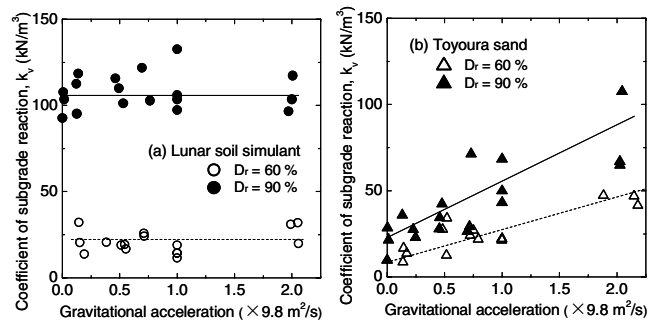 Coefficient of subgrade reaction, kv (kN/m³)
150
100
50
0
(a) Lunar soil simulant
Dr = 60 %
Dr = 90 %
0.0 0.5 1.0 1.5 2.0
Gravitational acceleration (×9.8 m²/s)
Coefficient of subgrade reaction, kv (kN/m³)
150
125
100
75
50
25
0
(b) Toyoura sand
Dr = 60 %
Dr = 90 %
0.0 0.5 1.0 1.5 2.0
Gravitational acceleration (×9.8 m²/s)